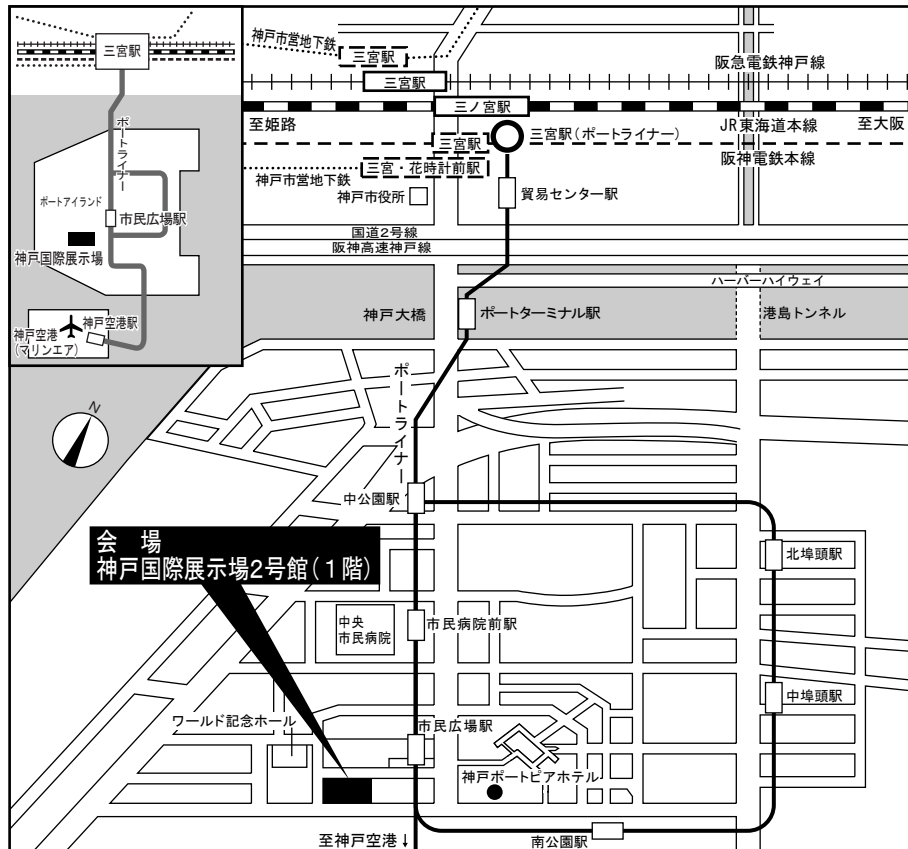 三宮駅
ポートライナー
ポートアイランド
市民広場駅
神戸国際展示場
神戸空港駅
神戸空港
(マリンエア)
神戸市営地下鉄
三宮駅
阪急電鉄神戸線
三宮駅
三ノ宮駅
至姫路
JR東海道本線
至大阪
三宮駅
三宮駅(ポートライナー)
阪神電鉄本線
三宮・花時計前駅
神戸市営地下鉄
神戸市役所
貿易センター駅
国道2号線
阪神高速神戸線
ハーバーハイウェイ
神戸大橋
ポートターミナル駅
港島トンネル
N
ポートライナー
中公園駅
会 場
神戸国際展示場2号館(1階)
北埠頭駅
中央
市民病院
市民病院前駅
中埠頭駅
ワールド記念ホール
市民広場駅
神戸ポートピアホテル
至神戸空港↓
南公園駅